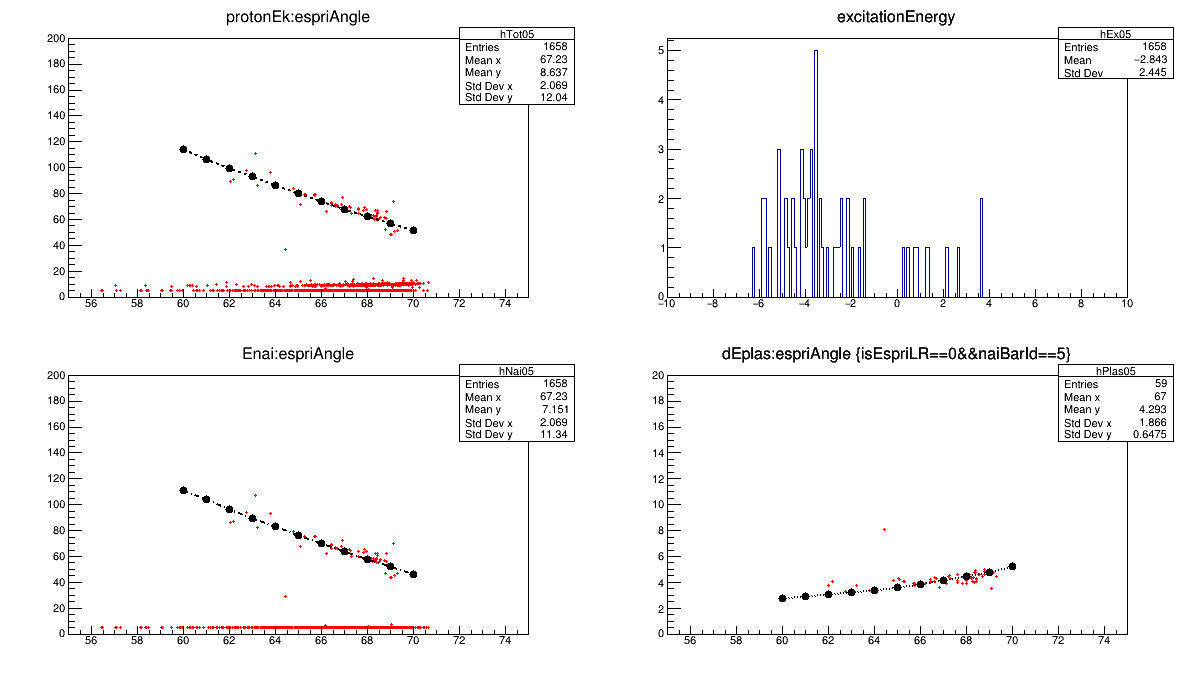 protonEk:espriAngle
hTot05
Entries 1658
Mean x 67.23
Mean y 8.637
Std Dev x 2.069
Std Dev y 12.04
200
180
160
140
120
100
80
60
40
20
0
56 58 60 62 64 66 68 70 72 74
excitationEnergy
hEx05
Entries 1658
Mean −2.843
Std Dev 2.445
5
4
3
2
1
0
−10 −8 −6 −4 −2 0 2 4 6 8 10
Enai:espriAngle
hNai05
Entries 1658
Mean x 67.23
Mean y 7.151
Std Dev x 2.069
Std Dev y 11.34
200
180
160
140
120
100
80
60
40
20
0
56 58 60 62 64 66 68 70 72 74
dEplas:espriAngle {isEspriLR==0&&naiBarId==5}
hPlas05
Entries 59
Mean x 67
Mean y 4.293
Std Dev x 1.866
Std Dev y 0.6475
20
18
16
14
12
10
8
6
4
2
0
56 58 60 62 64 66 68 70 72 74